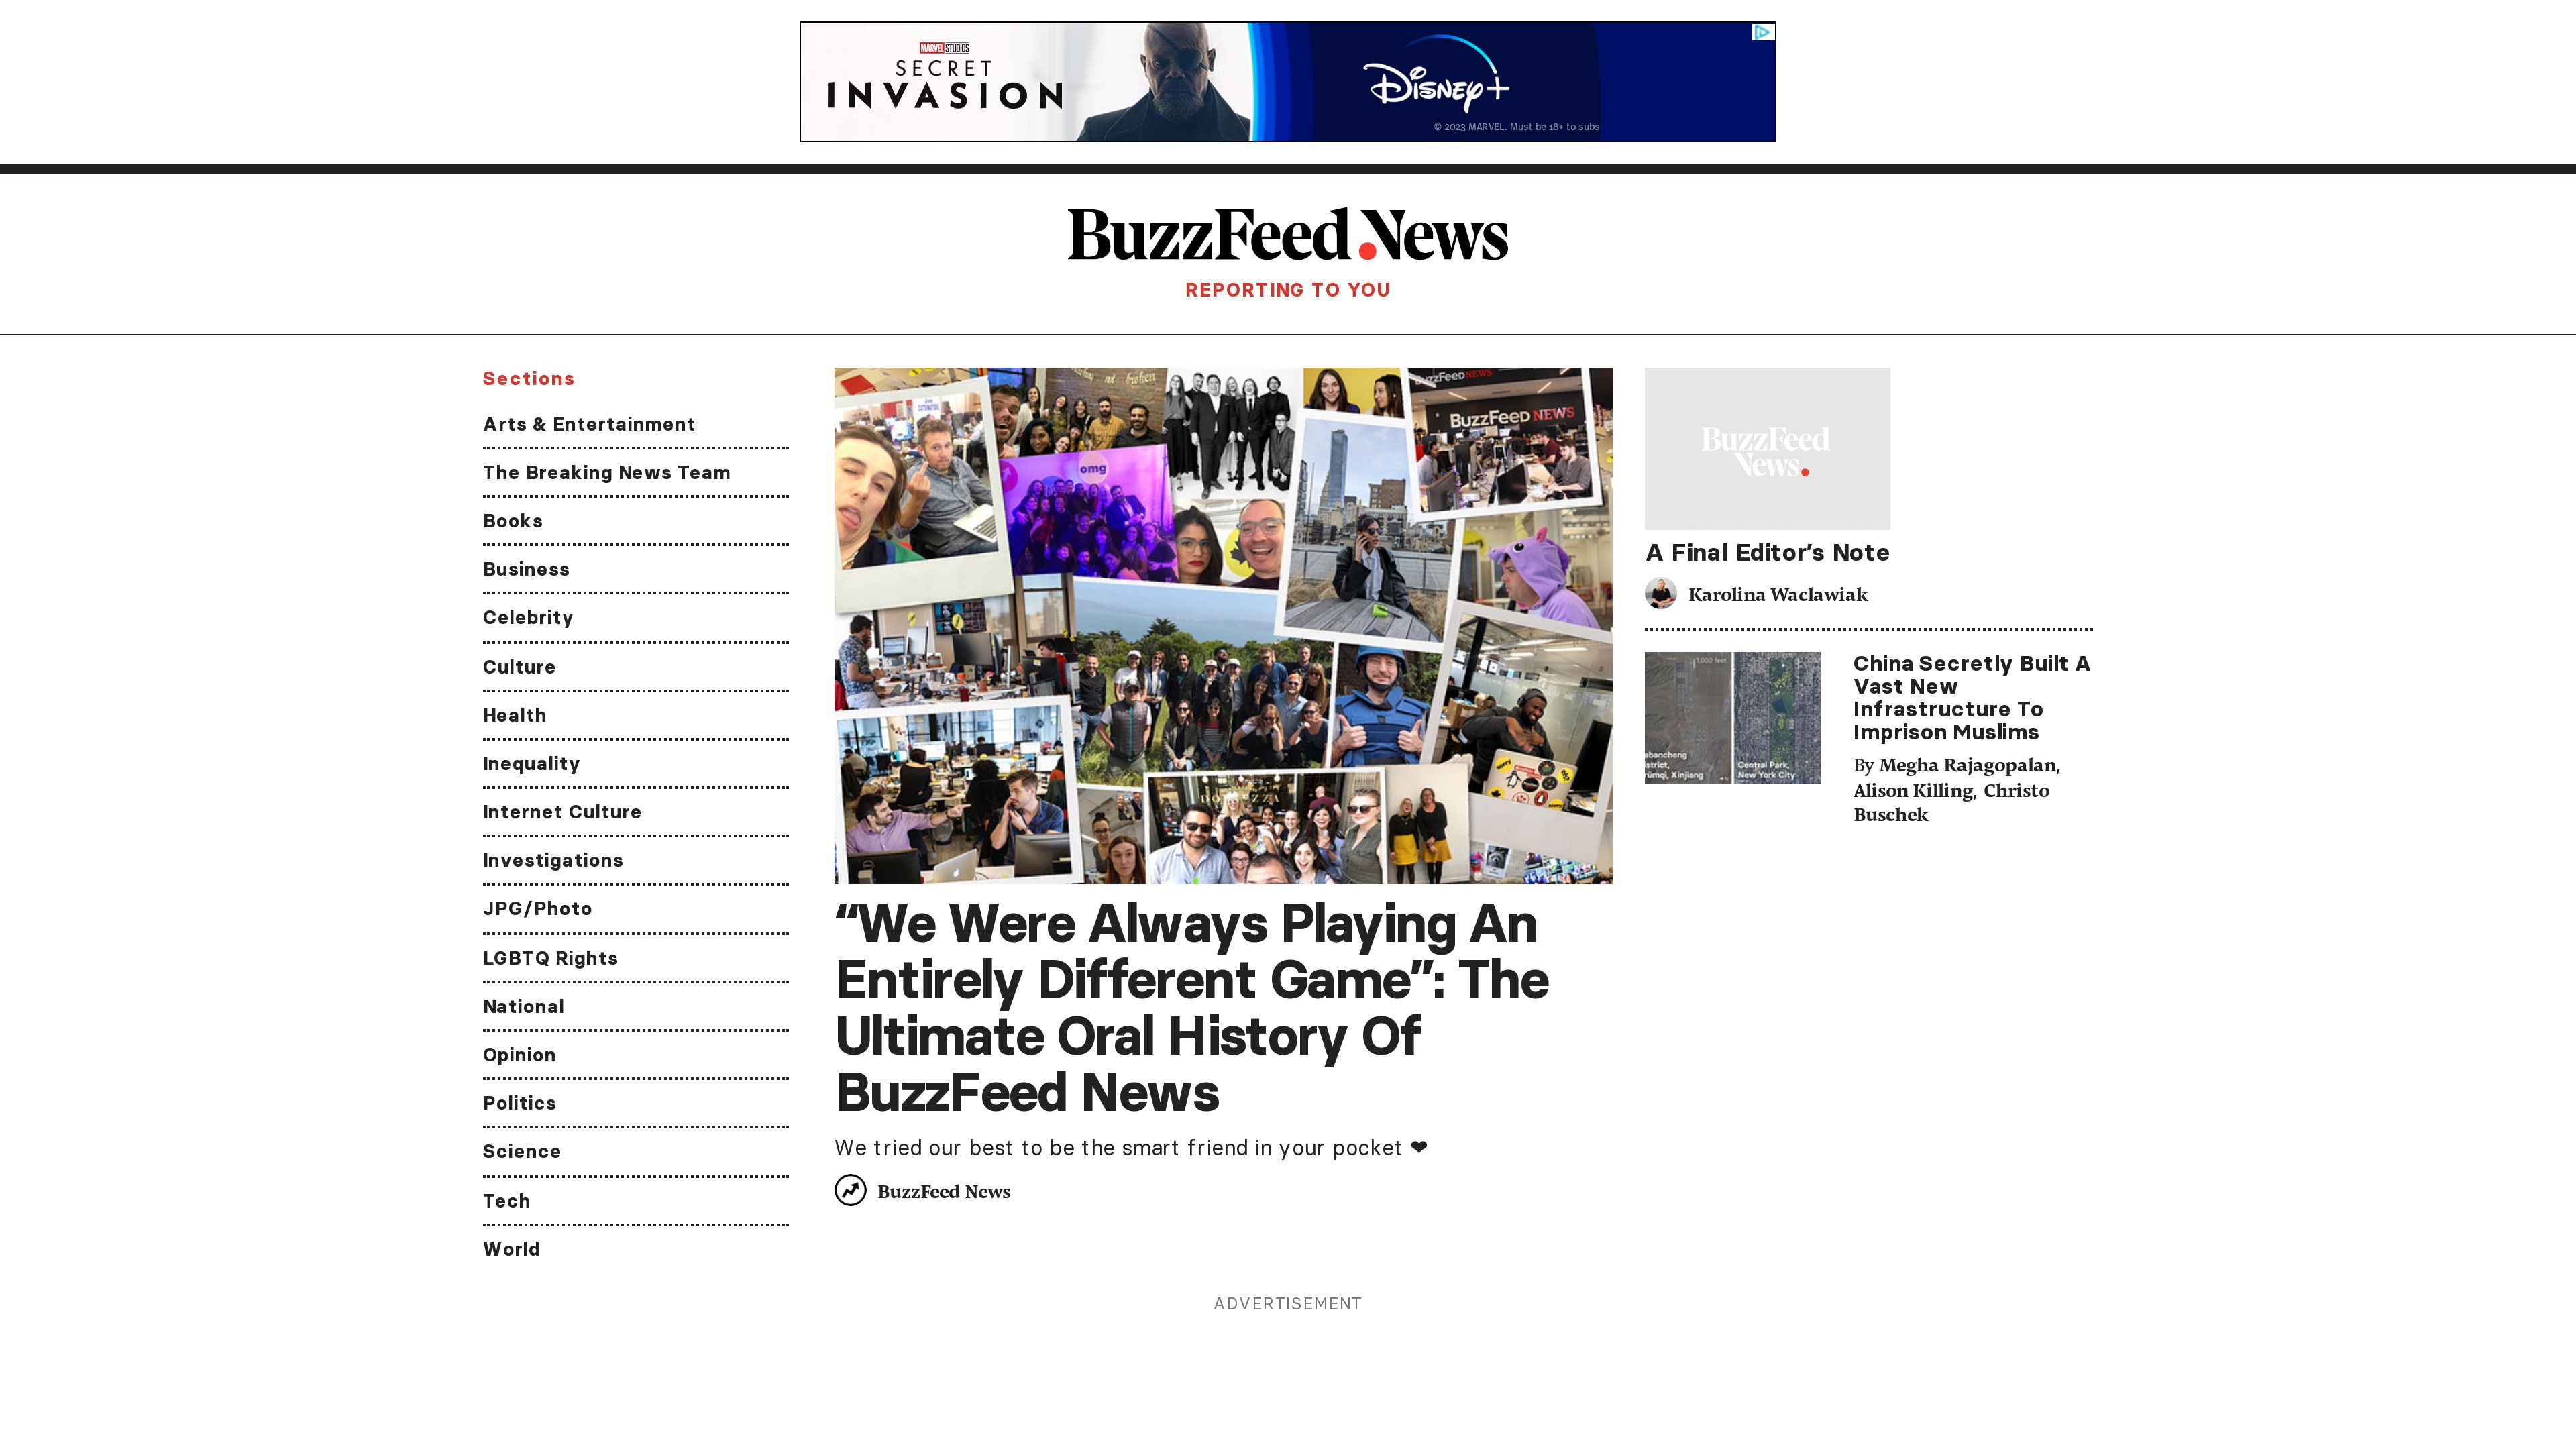 MARVEL STUDIOS
SECRET
INVASION
Disney+
© 2023 MARVEL. Must be 18+ to subs
BuzzFeed News
REPORTING TO YOU
Sections
Arts & Entertainment
The Breaking News Team
Books
Business
Celebrity
Culture
Health
Inequality
Internet Culture
Investigations
JPG/Photo
LGBTQ Rights
National
Opinion
Politics
Science
Tech
World
not broken
BuzzFeed NEWS
BuzzFeed NEWS
omg
“We Were Always Playing An
Entirely Different Game”: The
Ultimate Oral History Of
BuzzFeed News
We tried our best to be the smart friend in your pocket ❤
BuzzFeed News
BuzzFeed
News
A Final Editor’s Note
Karolina Waclawiak
1,000 feet
abancheng
istrict,
rümqi, Xinjiang
Central Park,
New York City
China Secretly Built A
Vast New
Infrastructure To
Imprison Muslims
By Megha Rajagopalan,
Alison Killing, Christo
Buschek
ADVERTISEMENT